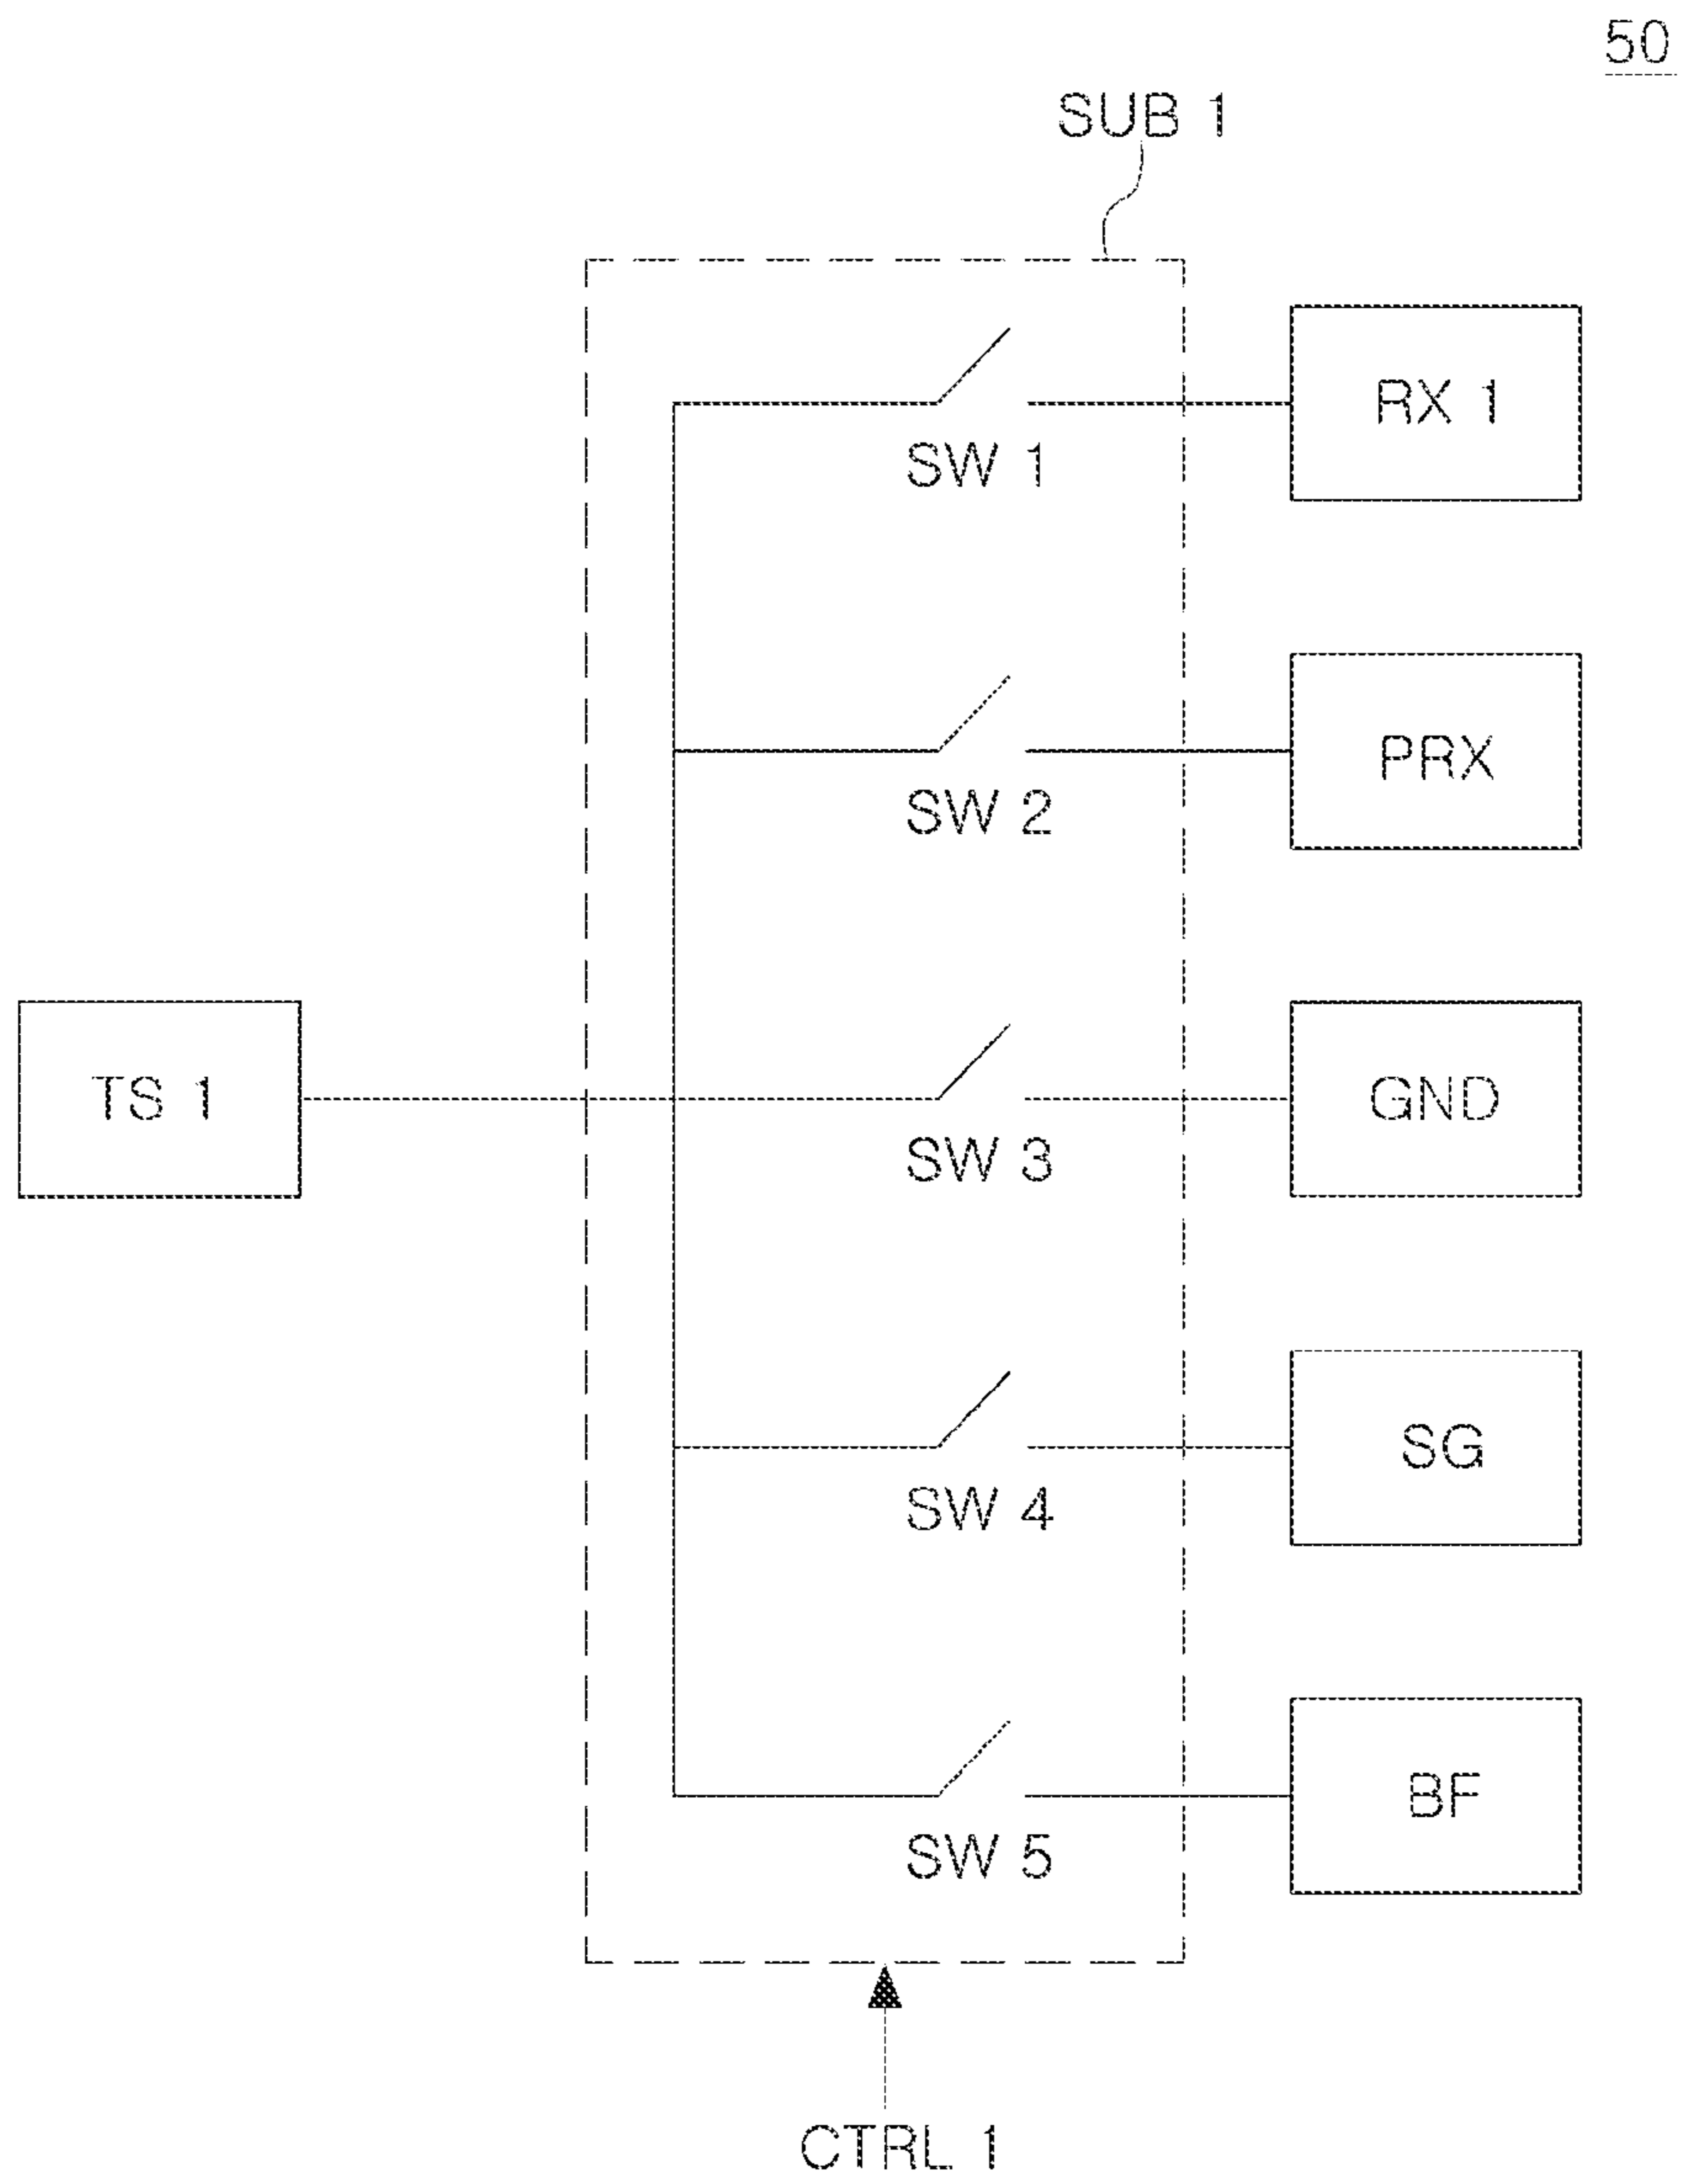 50
SUB 1
RX 1
SW 1
PRX
SW 2
TS 1
GND
SW 3
SG
SW 4
BF
SW 5
CTRL 1